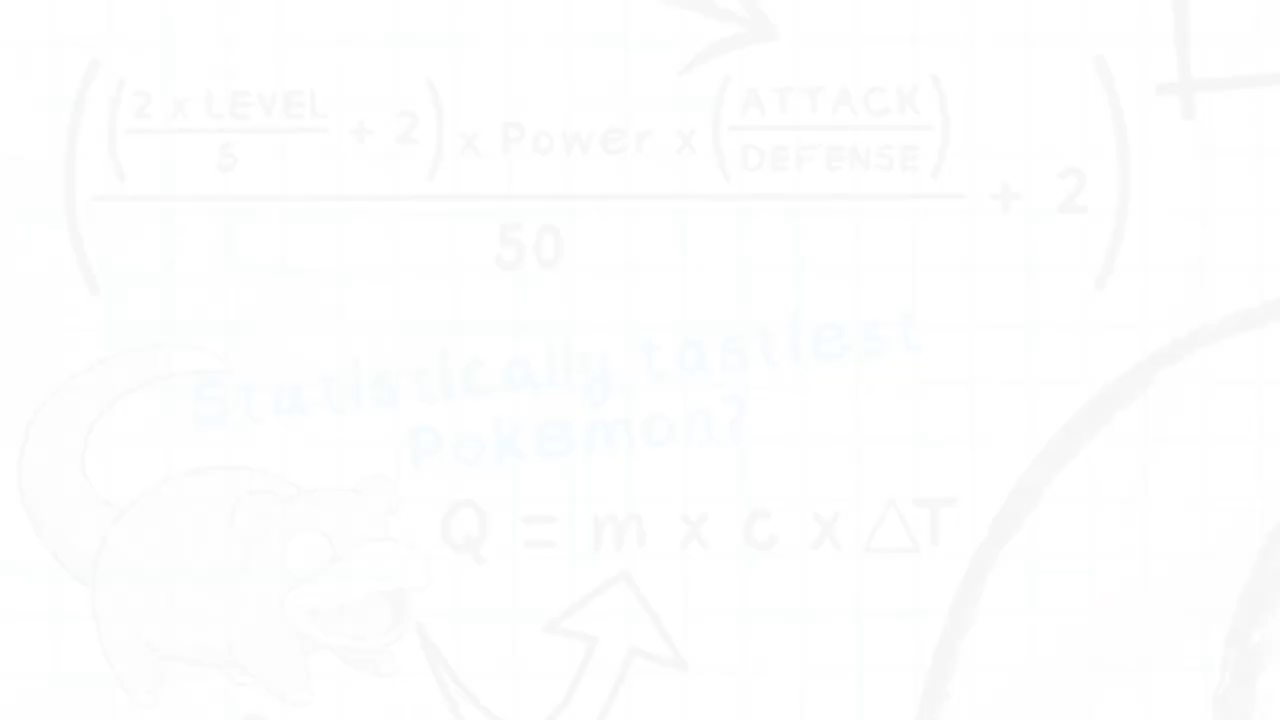 2 x LEVEL
5
+ 2
x Power x
ATTACK
DEFENSE
50
+ 2
Statistically tastiest
Pokemon?
Q = m x c x ΔT